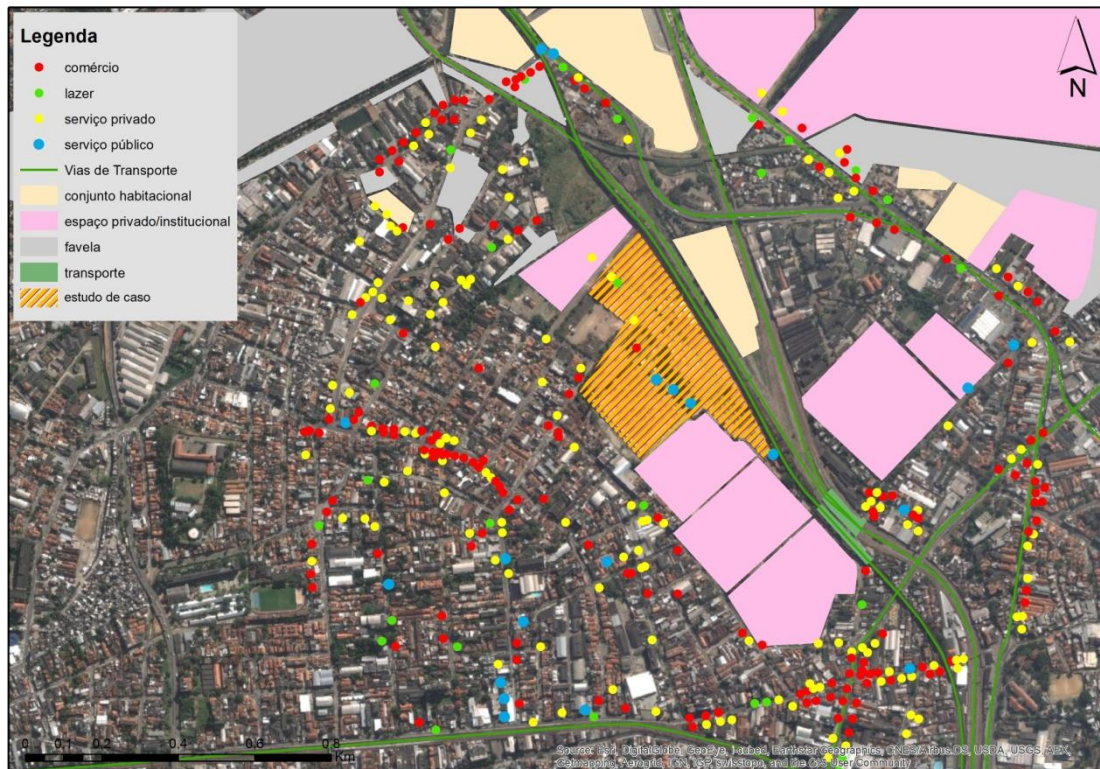 Legenda
comércio
lazer
serviço privado
serviço público
Vias de Transporte
conjunto habitacional
espaço privado/institucional
favela
transporte
estudo de caso
N
0 0,1 0,2 0,4 0,6 0,8
Km
Source: Esri, DigitalGlobe, GeoEye, i-cubed, Earthstar Geographics, CNES/Airbus DS, USDA, USGS, AEX,
Getmapping, Aerogrid, IGN, IGP, swisstopo, and the GIS User Community